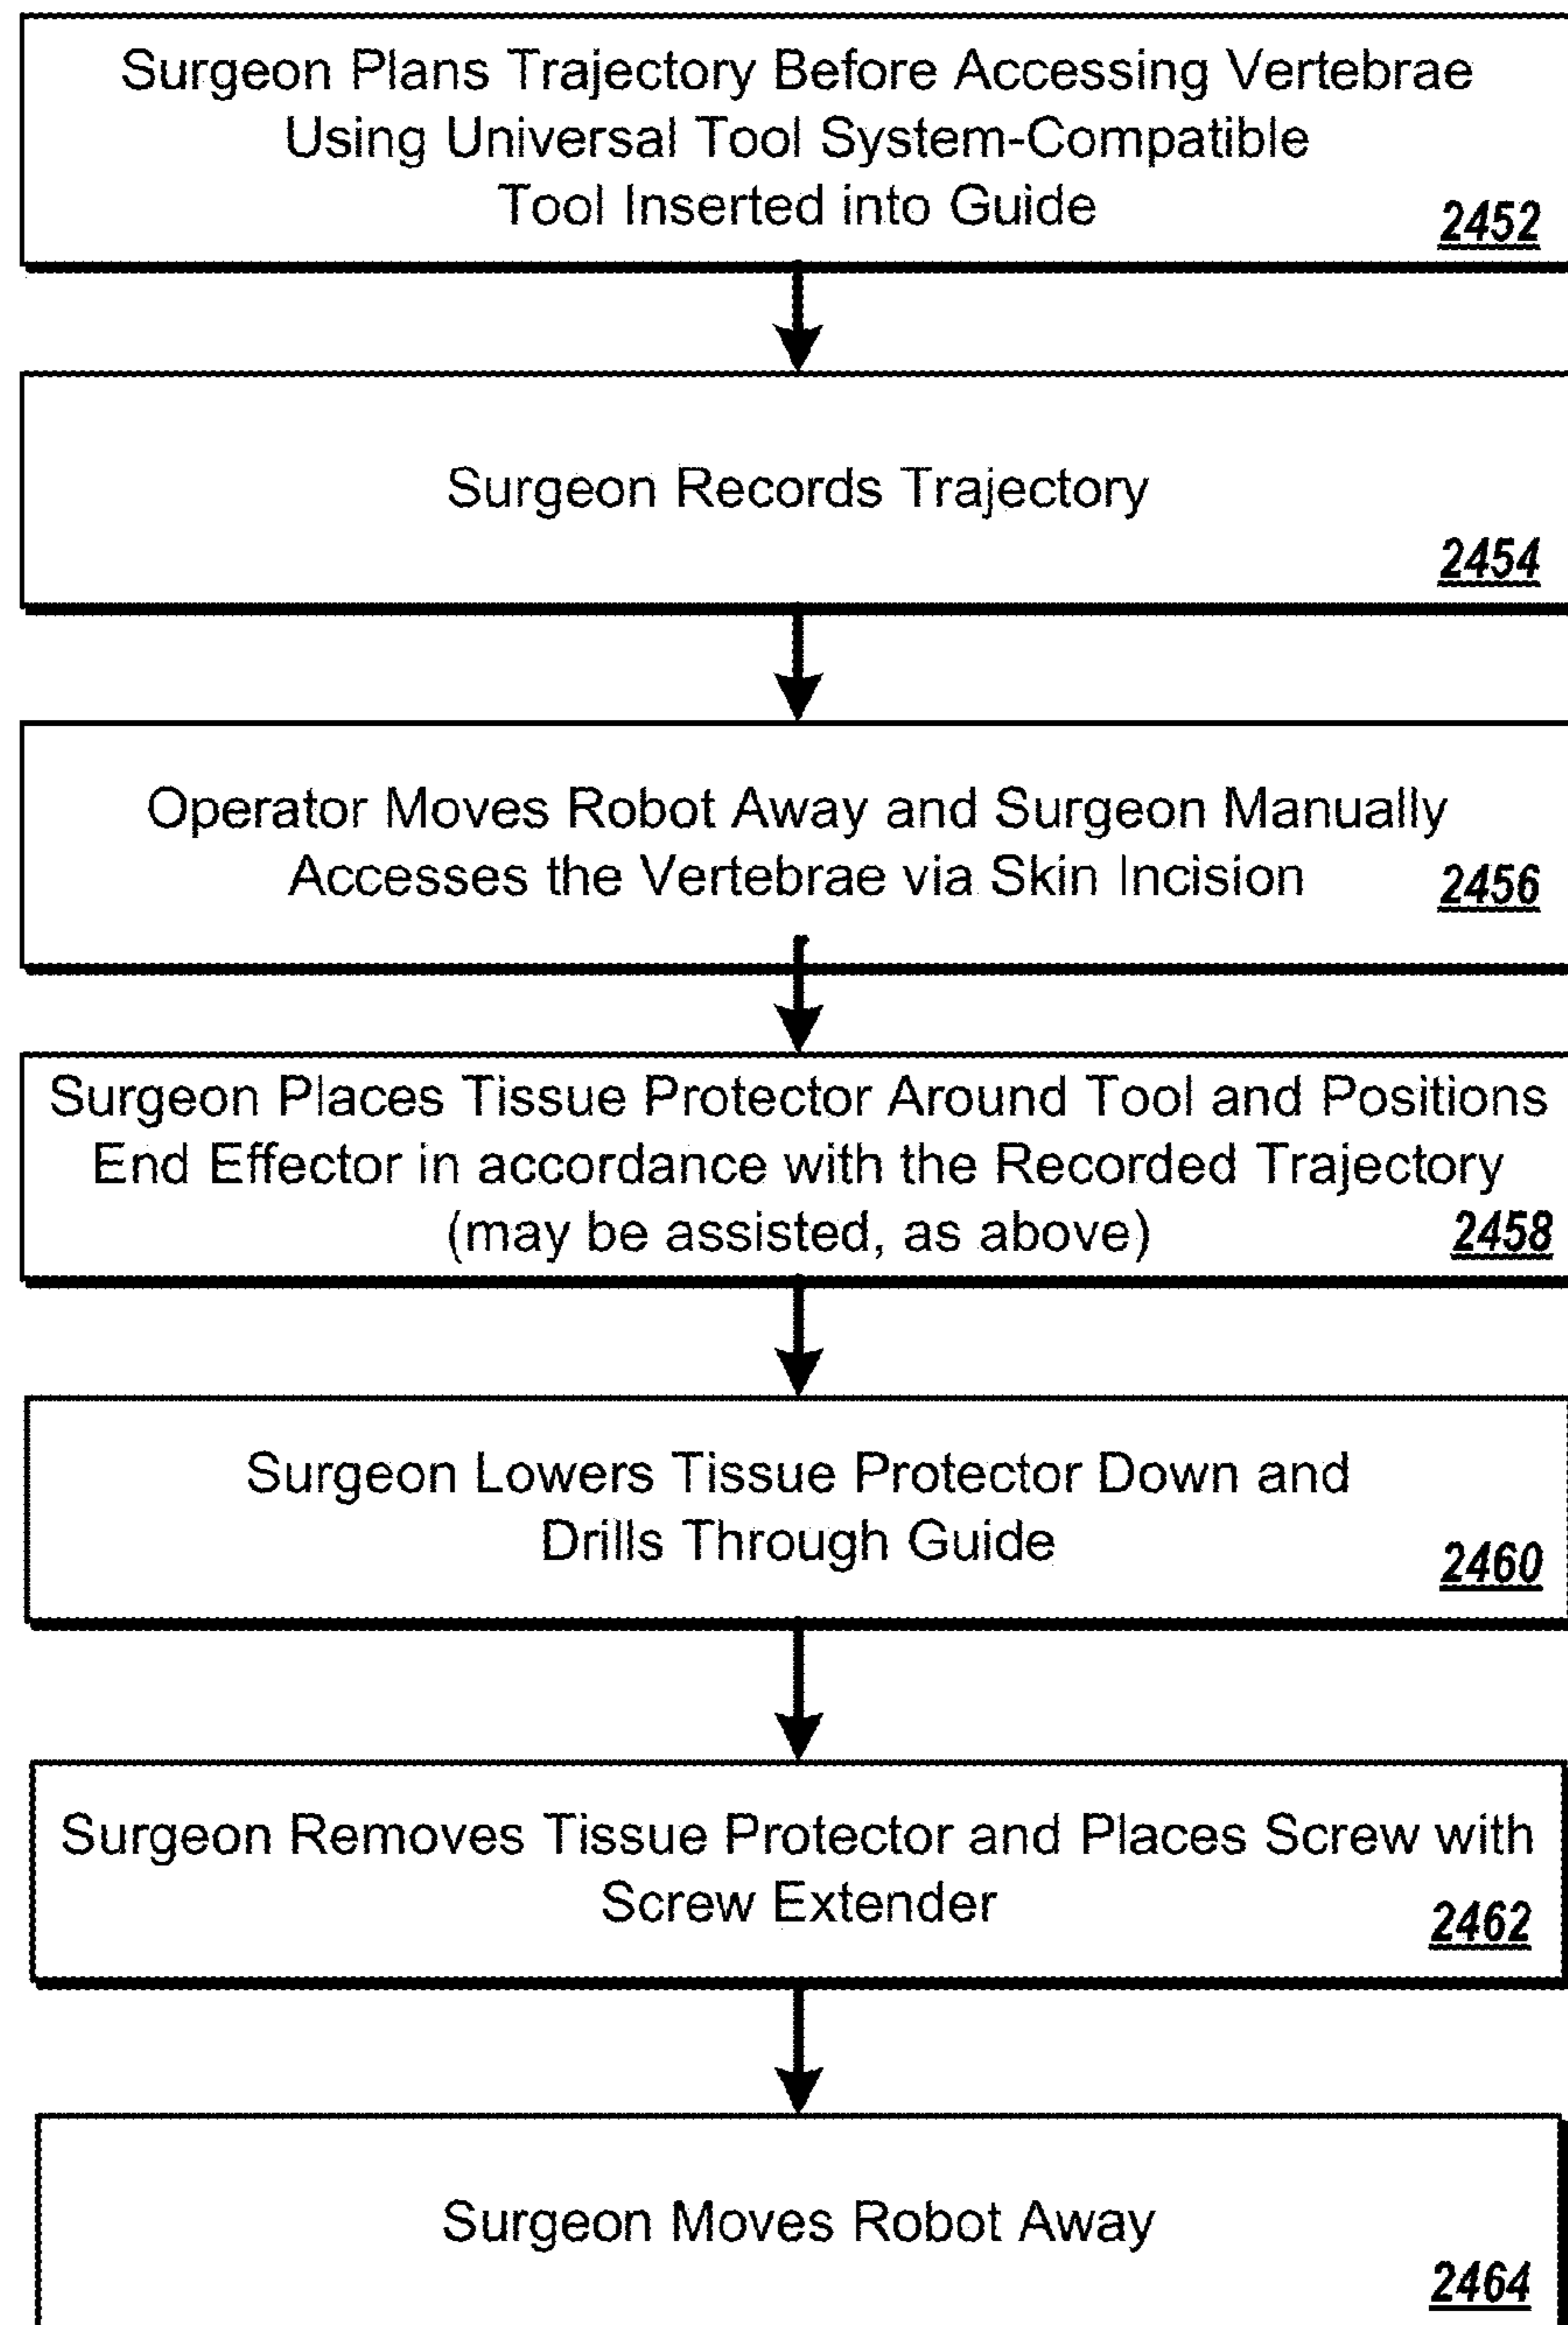 Surgeon Plans Trajectory Before Accessing Vertebrae
Using Universal Tool System-Compatible
Tool Inserted into Guide
2452
Surgeon Records Trajectory
2454
Operator Moves Robot Away and Surgeon Manually
Accesses the Vertebrae via Skin Incision
2456
Surgeon Places Tissue Protector Around Tool and Positions
End Effector in accordance with the Recorded Trajectory
(may be assisted, as above)
2458
Surgeon Lowers Tissue Protector Down and
Drills Through Guide
2460
Surgeon Removes Tissue Protector and Places Screw with
Screw Extender
2462
Surgeon Moves Robot Away
2464